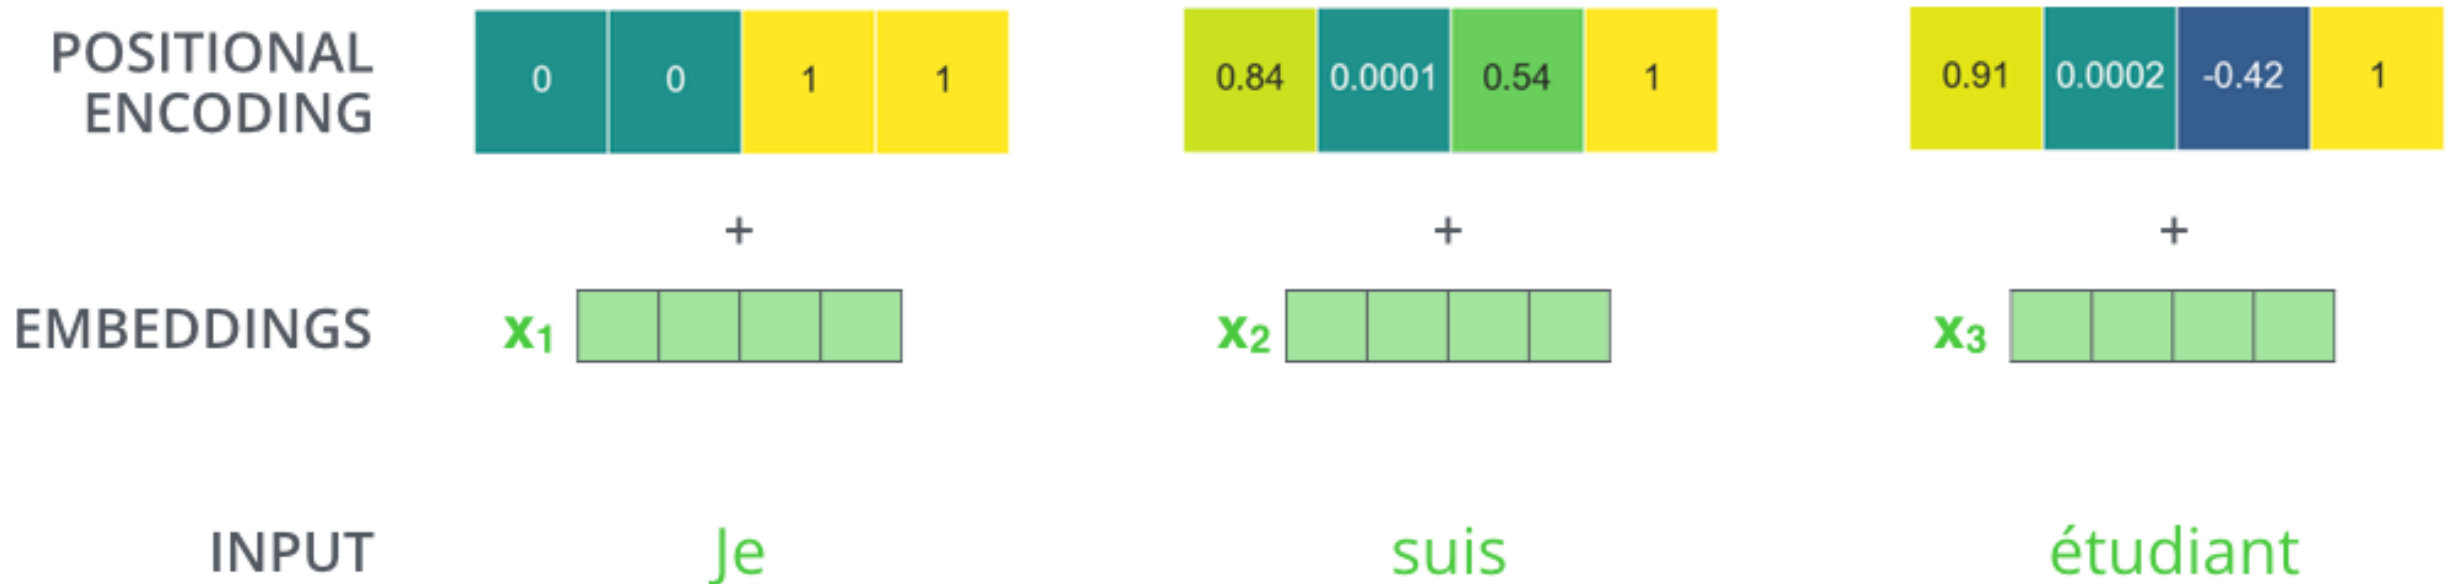 POSITIONAL
ENCODING
0 0 1 1
0.84 0.0001 0.54 1
0.91 0.0002 -0.42 1
+ + +
EMBEDDINGS x1 x2 x3
INPUT Je suis étudiant